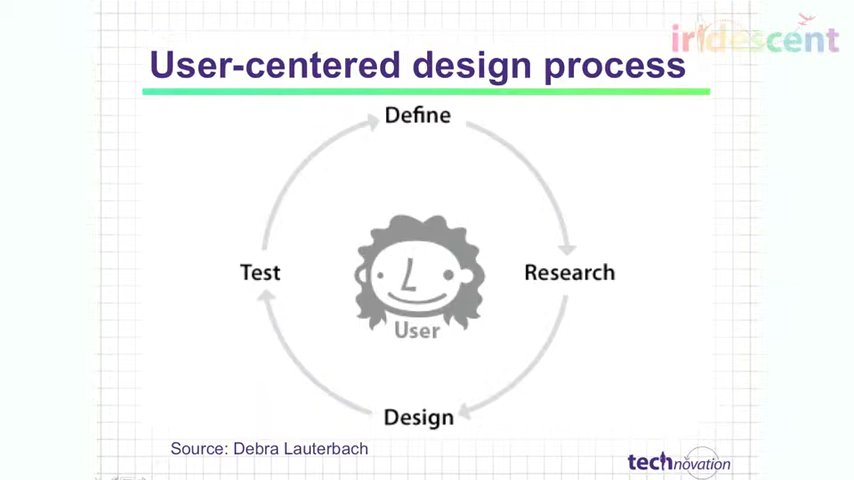 iridescent
User-centered design process
Define
Test
Research
User
Design
Source: Debra Lauterbach
technovation